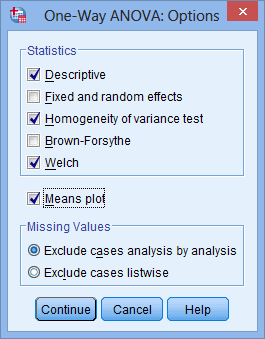 One-Way ANOVA: Options
Statistics
Descriptive
Fixed and random effects
Homogeneity of variance test
Brown-Forsythe
Welch
Means plot
Missing Values
Exclude cases analysis by analysis
Exclude cases listwise
Continue Cancel Help